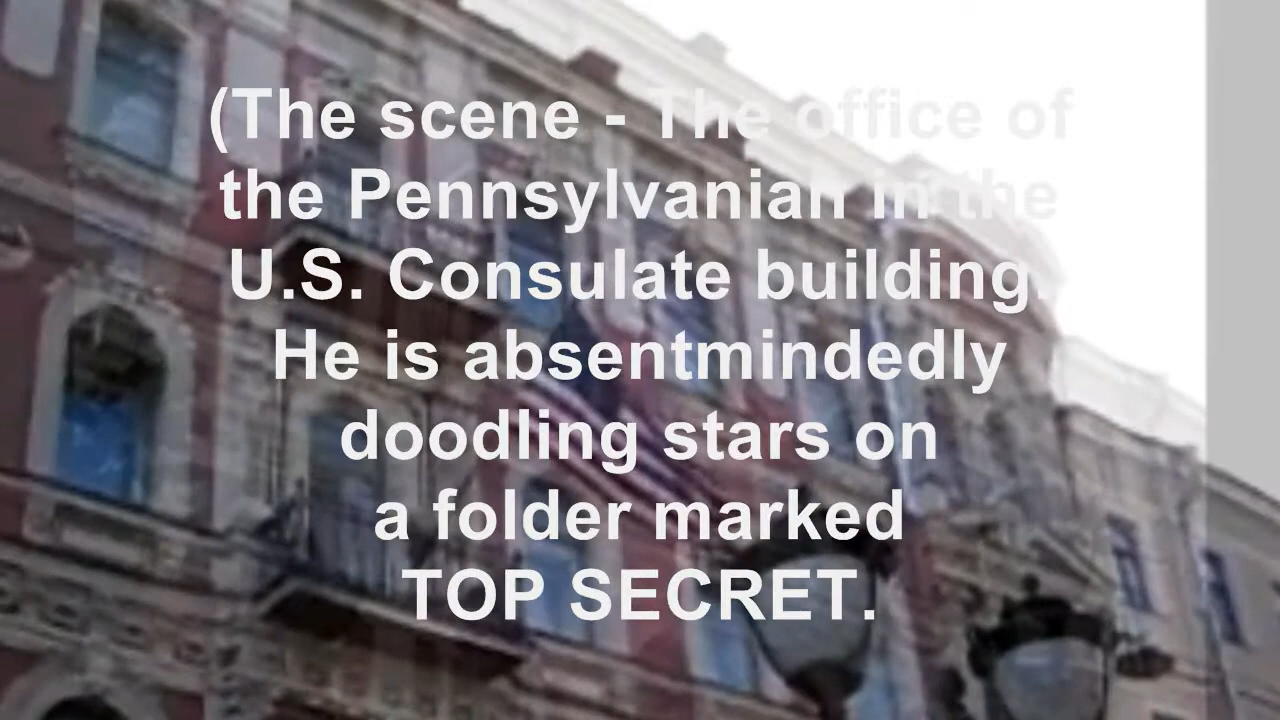 (The scene - The office of
the Pennsylvanian in the
U.S. Consulate building.
He is absentmindedly
doodling stars on
a folder marked
TOP SECRET.